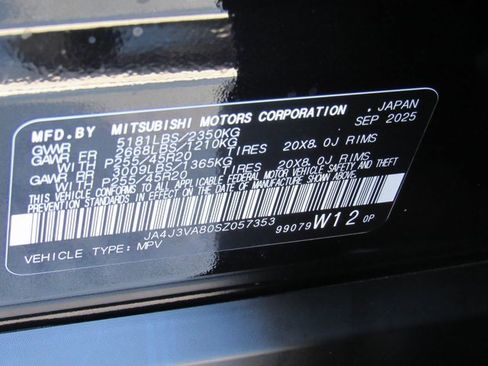 MFD.BY MITSUBISHI MOTORS CORPORATION JAPAN
GVWR 5181LBS/2350KG SEP 2025
GAWR FR 2668LBS/1210KG
WITH P255/45R20 TIRES 20X8.0J RIMS
GAWR RR 3009LBS/1365KG
WITH P255/45R20 TIRES 20X8.0J RIMS
THIS VEHICLE CONFORMS TO ALL APPLICABLE FEDERAL MOTOR VEHICLE SAFETY AND THEFT
PREVENTION STANDARDS IN EFFECT ON THE DATE OF MANUFACTURE SHOWN ABOVE.
JA4J3VA80SZ057353
VEHICLE TYPE: MPV 99079 W12 0P